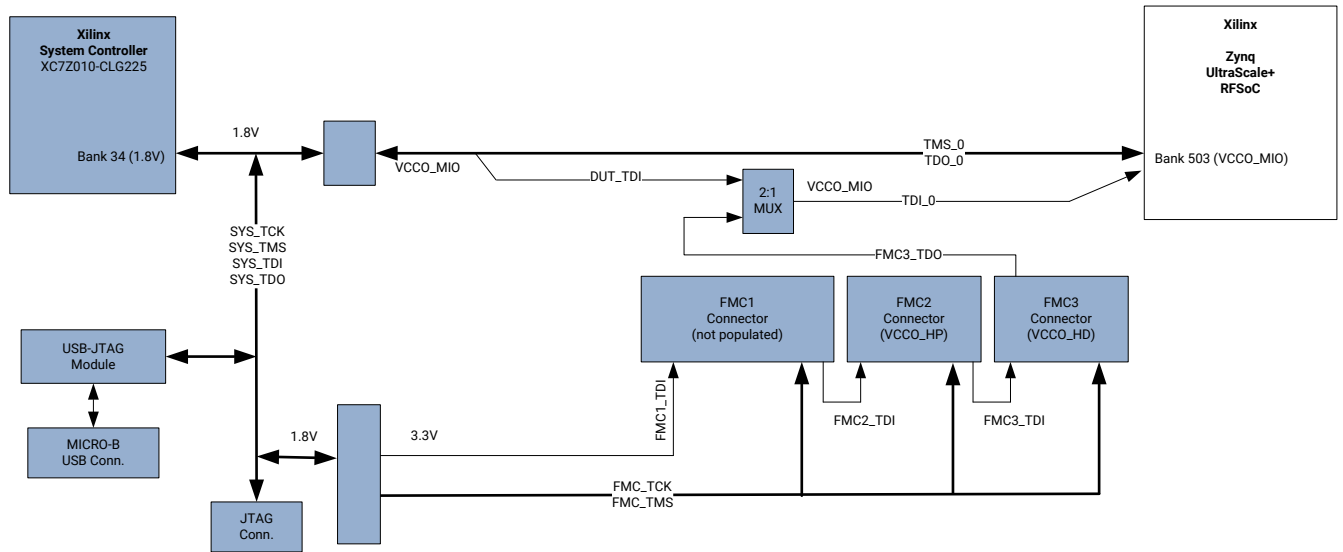 Xilinx
System Controller
XC7Z010-CLG225
Bank 34 (1.8V)
1.8V
VCCO_MIO
TMS_0
TDO_0
Xilinx
Zynq
UltraScale+
RFSoC
Bank 503 (VCCO_MIO)
DUT_TDI
2:1
MUX
VCCO_MIO
TDI_0
SYS_TCK
SYS_TMS
SYS_TDI
SYS_TDO
FMC3_TDO
FMC1
Connector
(not populated)
FMC2
Connector
(VCCO_HP)
FMC3
Connector
(VCCO_HD)
USB-JTAG
Module
MICRO-B
USB Conn.
1.8V
3.3V
FMC1_TDI
FMC2_TDI
FMC3_TDI
FMC_TCK
FMC_TMS
JTAG
Conn.